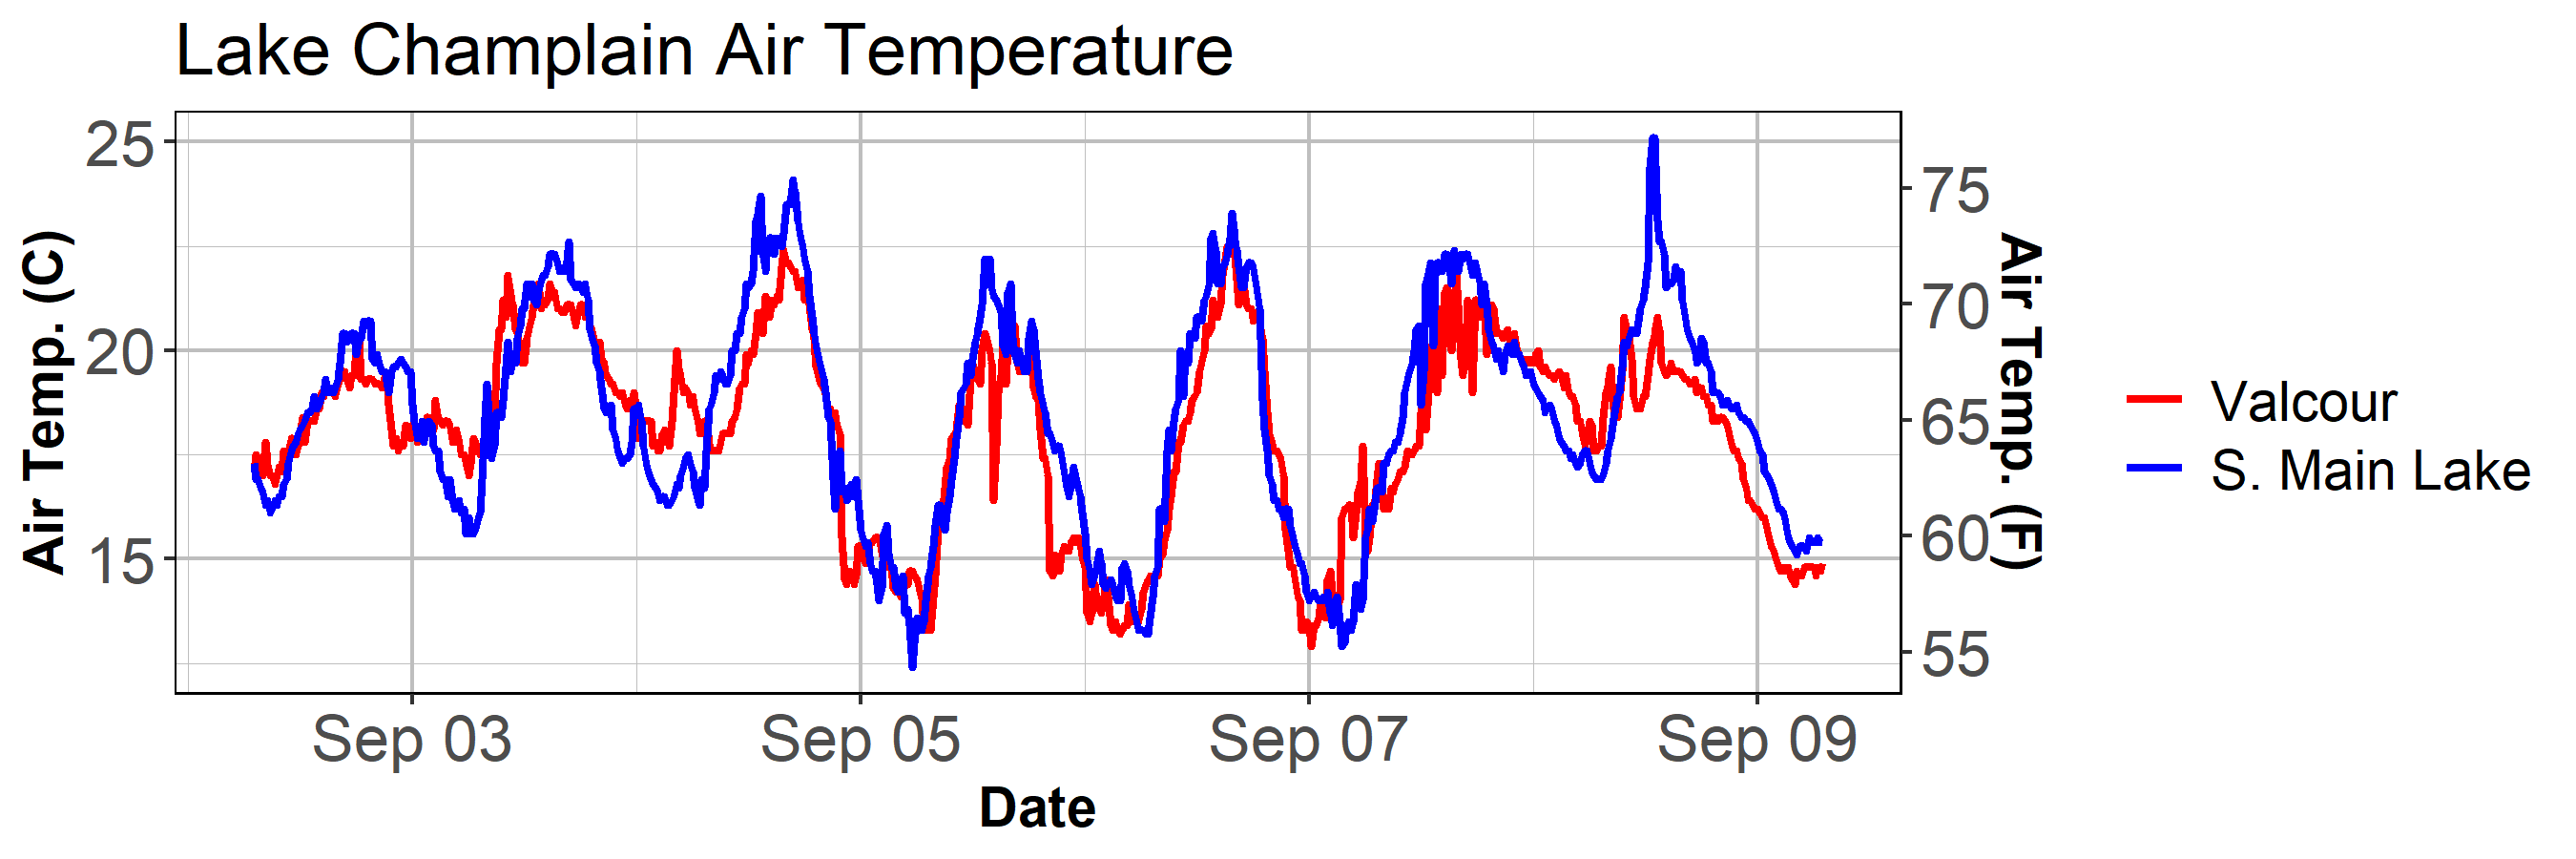 Lake Champlain Air Temperature
Air Temp. (C)
25
20
15
75
70
65
60
55
Air Temp. (F)
Sep 03 Sep 05 Sep 07 Sep 09
Date
Valcour
S. Main Lake